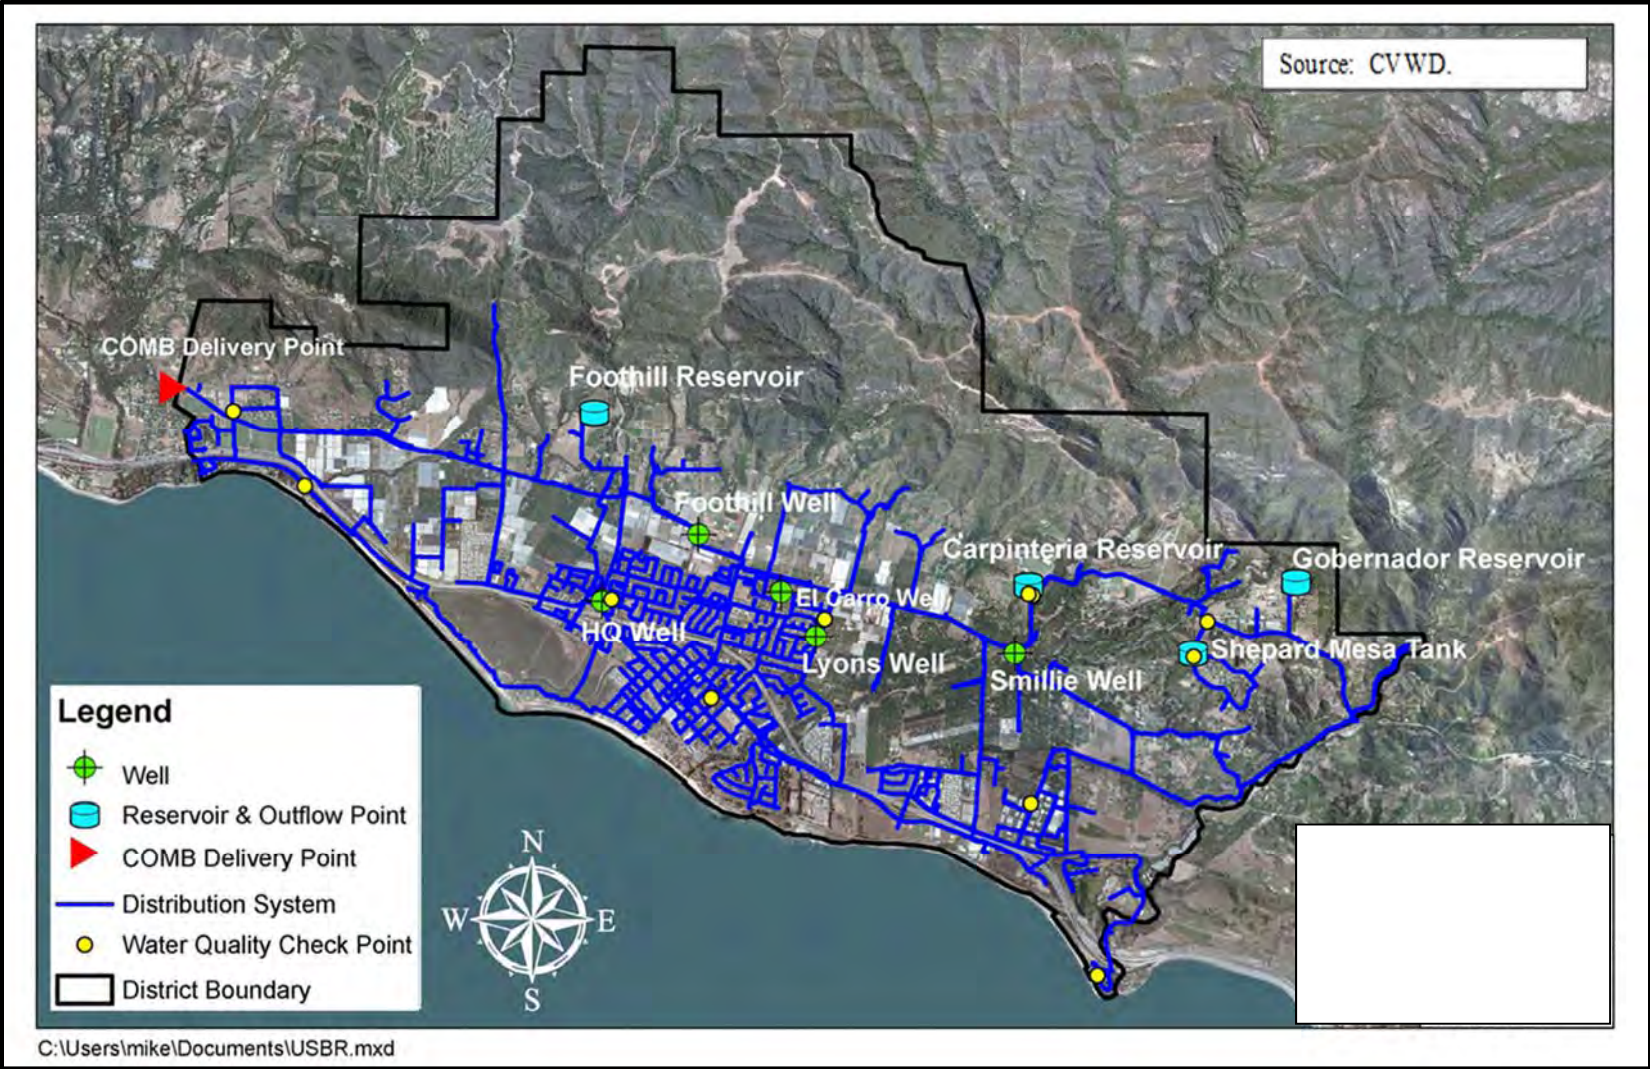 Source: CVWD.
COMB Delivery Point
Foothill Reservoir
Foothill Well
Carpinteria Reservoir
Gobernador Reservoir
El Carro Well
HQ Well
Lyons Well
Shepard Mesa Tank
Smillie Well
Legend
Well
Reservoir & Outflow Point
COMB Delivery Point
Distribution System
Water Quality Check Point
District Boundary
N
W
E
S
C:\Users\mike\Documents\USBR.mxd